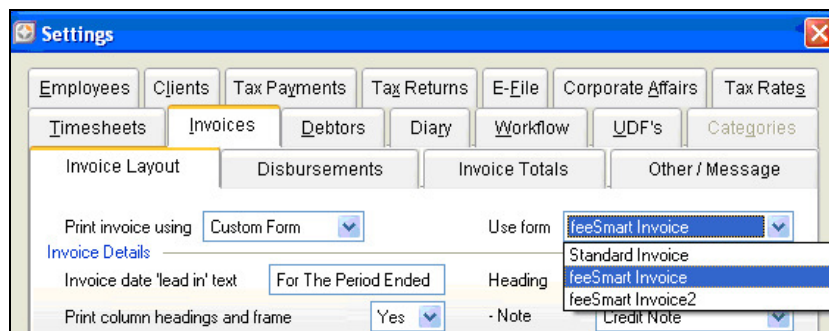 Settings
Employees Clients Tax Payments Tax Returns E-File Corporate Affairs Tax Rates
Timesheets Invoices Debtors Diary Workflow UDF's Categories
Invoice Layout Disbursements Invoice Totals Other / Message
Print invoice using Custom Form Use form feeSmart Invoice
Invoice Details Standard Invoice
Invoice date 'lead in' text For The Period Ended Heading feeSmart Invoice
feeSmart Invoice2
Print column headings and frame Yes - Note Credit Note